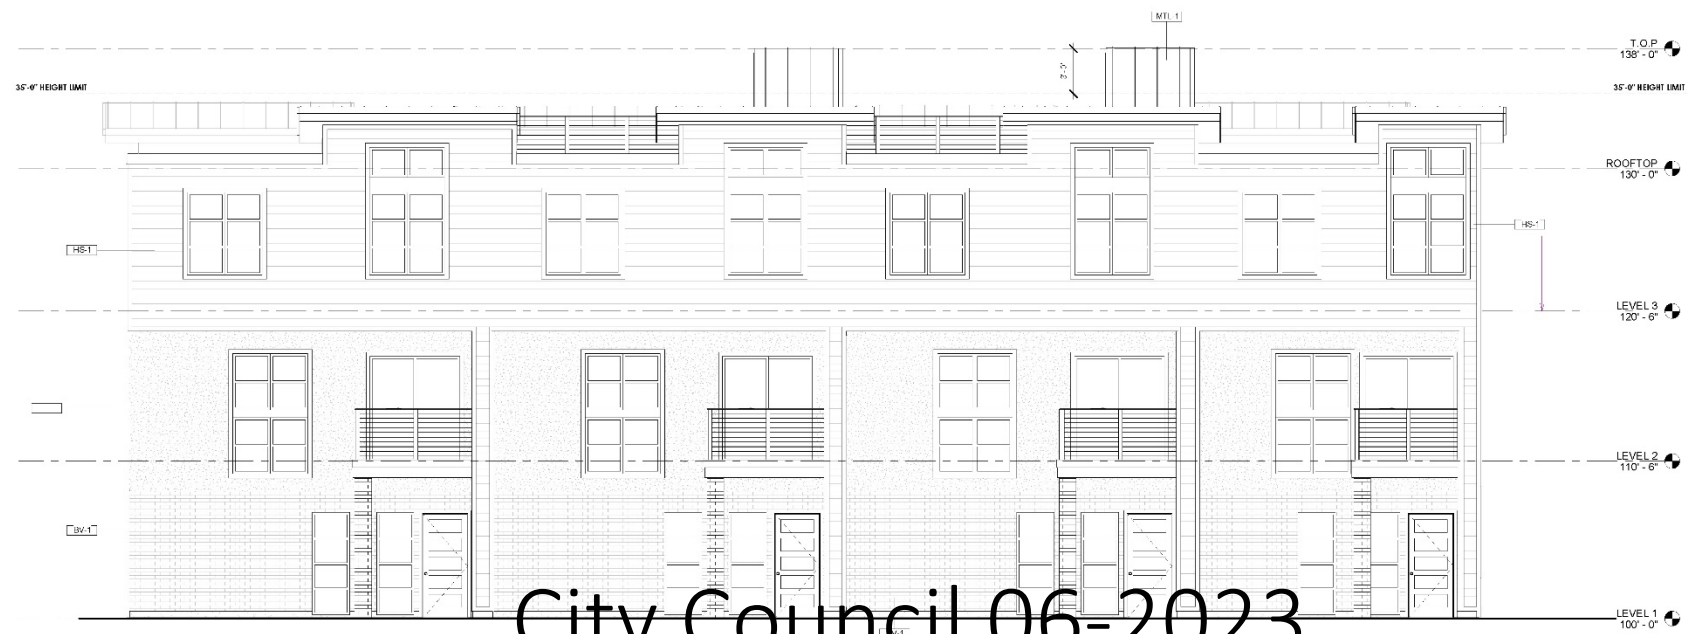 MTL-1
T.O.P
138' - 0"
35'-0" HEIGHT LIMIT
35'-0" HEIGHT LIMIT
ROOFTOP
130' - 0"
HS-1
HS-1
LEVEL 3
120' - 6"
LEVEL 2
110' - 6"
BV-1
City Council 06-2023
LEVEL 1
100' - 0"